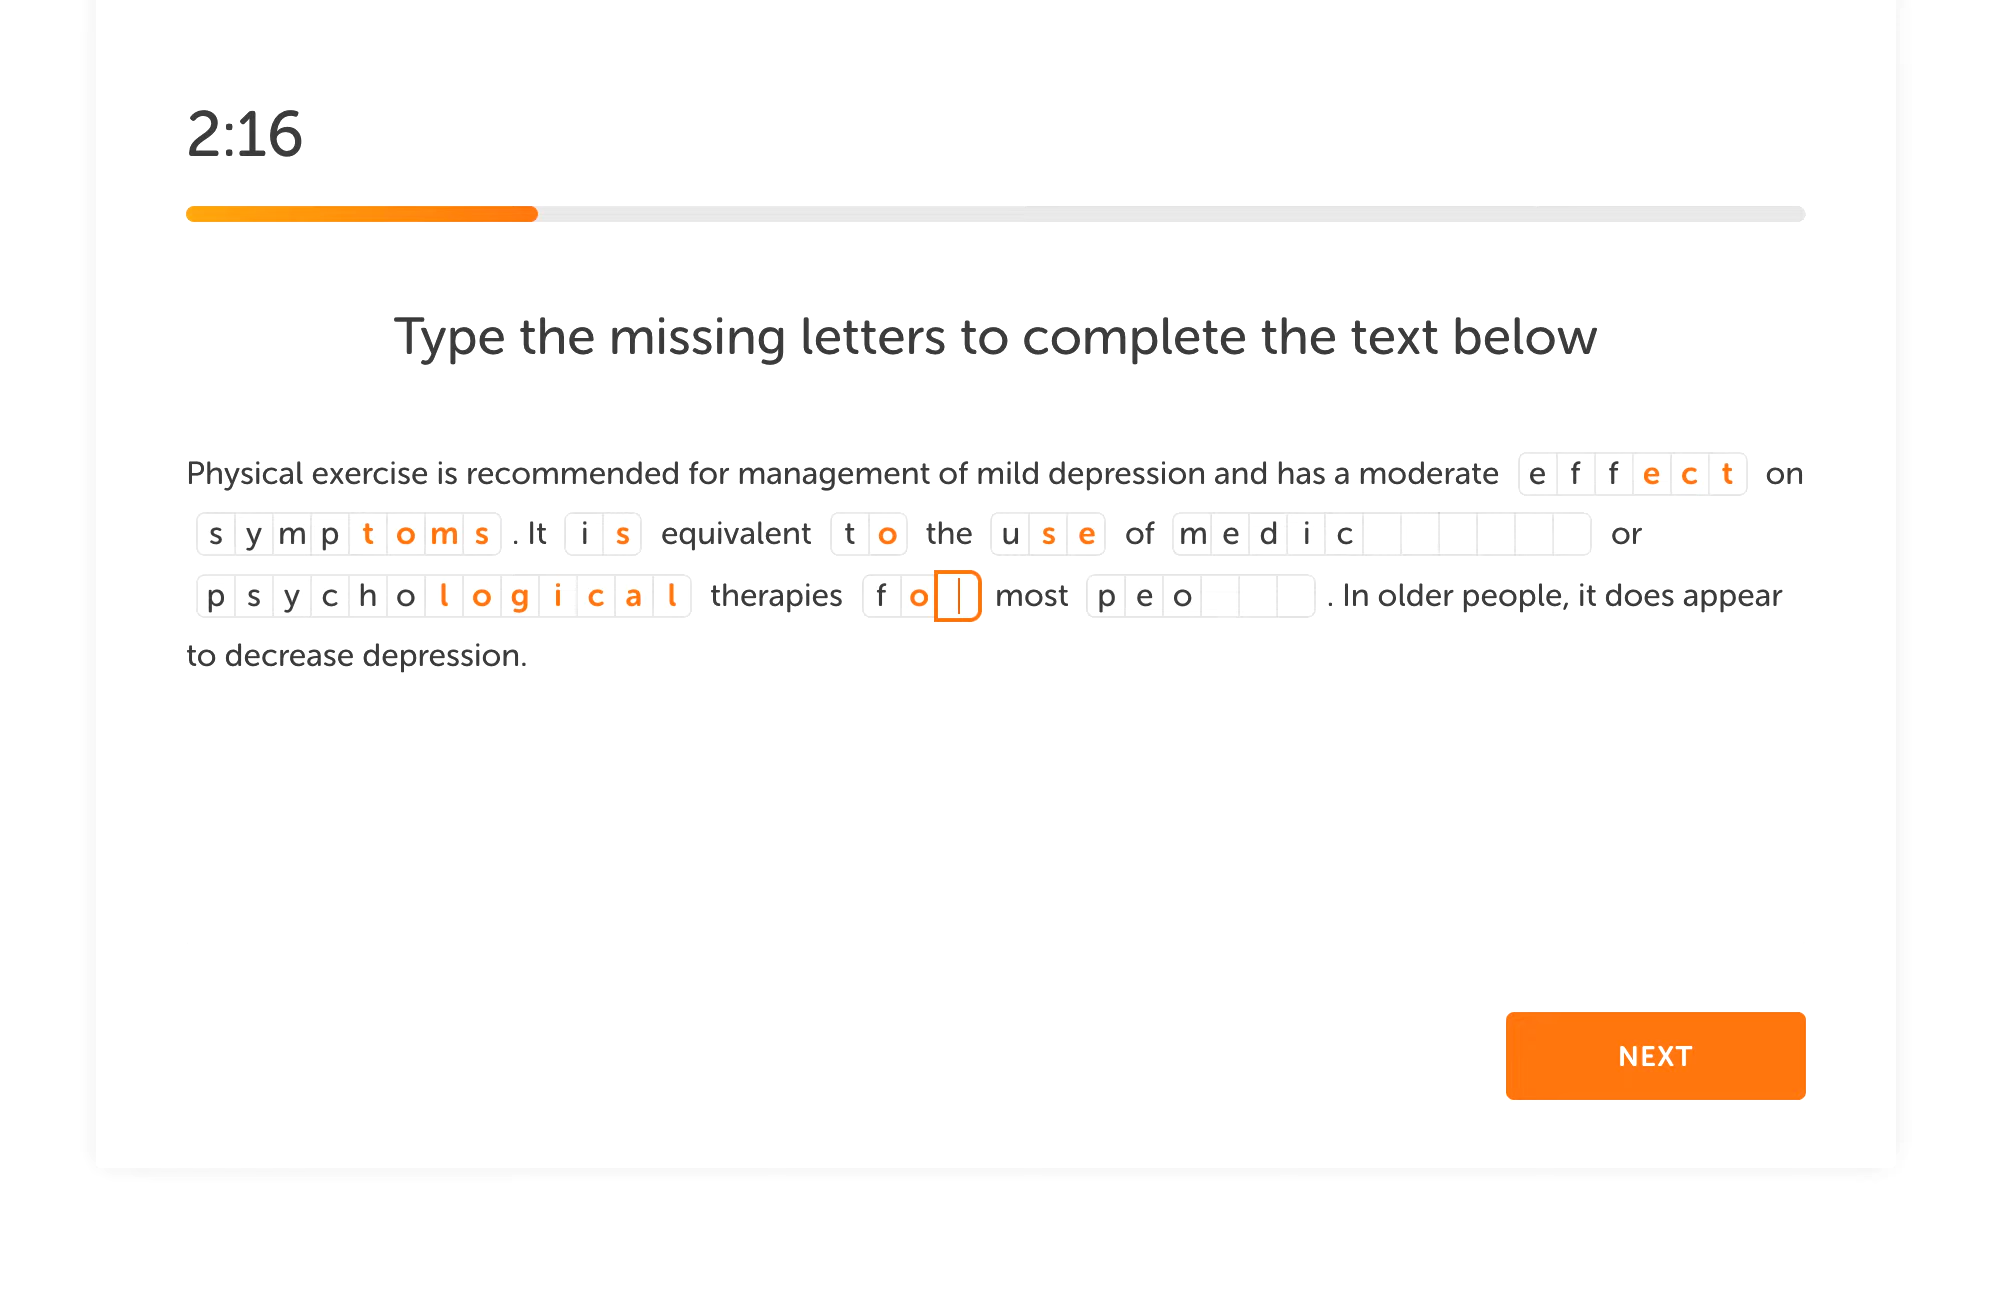 2:16
Type the missing letters to complete the text below
Physical exercise is recommended for management of mild depression and has a moderate effect on
symptoms. It is equivalent to the use of medic or
psychological therapies fo most peo . In older people, it does appear
to decrease depression.
NEXT